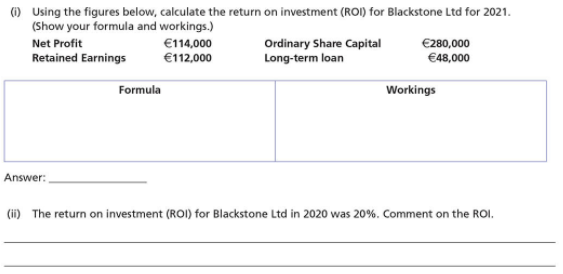 (i) Using the figures below, calculate the return on investment (ROI) for Blackstone Ltd for 2021.
(Show your formula and workings.)
Net Profit €114,000 Ordinary Share Capital €280,000
Retained Earnings €112,000 Long-term loan €48,000
Formula Workings
Answer:
(ii) The return on investment (ROI) for Blackstone Ltd in 2020 was 20%. Comment on the ROI.